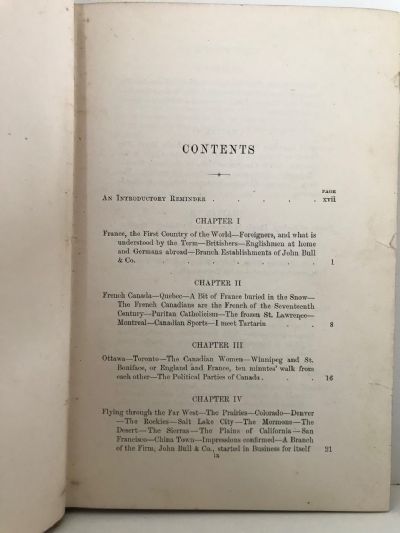 CONTENTS
PAGE
An Introductory Reminder . . . . . xvii
CHAPTER I
France, the First Country of the World—Foreigners, and what is
understood by the Term—Britishers—Englishmen at home
and Germans abroad—Branch Establishments of John Bull
& Co. . . . . . . . 1
CHAPTER II
French Canada—Quebec—A Bit of France buried in the Snow—
The French Canadians are the French of the Seventeenth
Century—Puritan Catholicism—The frozen St. Lawrence—
Montreal—Canadian Sports—I meet Tartarin . . 8
CHAPTER III
Ottawa—Toronto—The Canadian Women—Winnipeg and St.
Boniface, or England and France, ten minutes' walk from
each other—The Political Parties of Canada . . . 16
CHAPTER IV
Flying through the Far West—The Prairies—Colorado—Denver
—The Rockies—Salt Lake City—The Mormons—The
Desert—The Sierras—The Plains of California—San
Francisco—China Town—Impressions confirmed—A Branch
of the Firm, John Bull & Co., started in Business for itself 21
ix